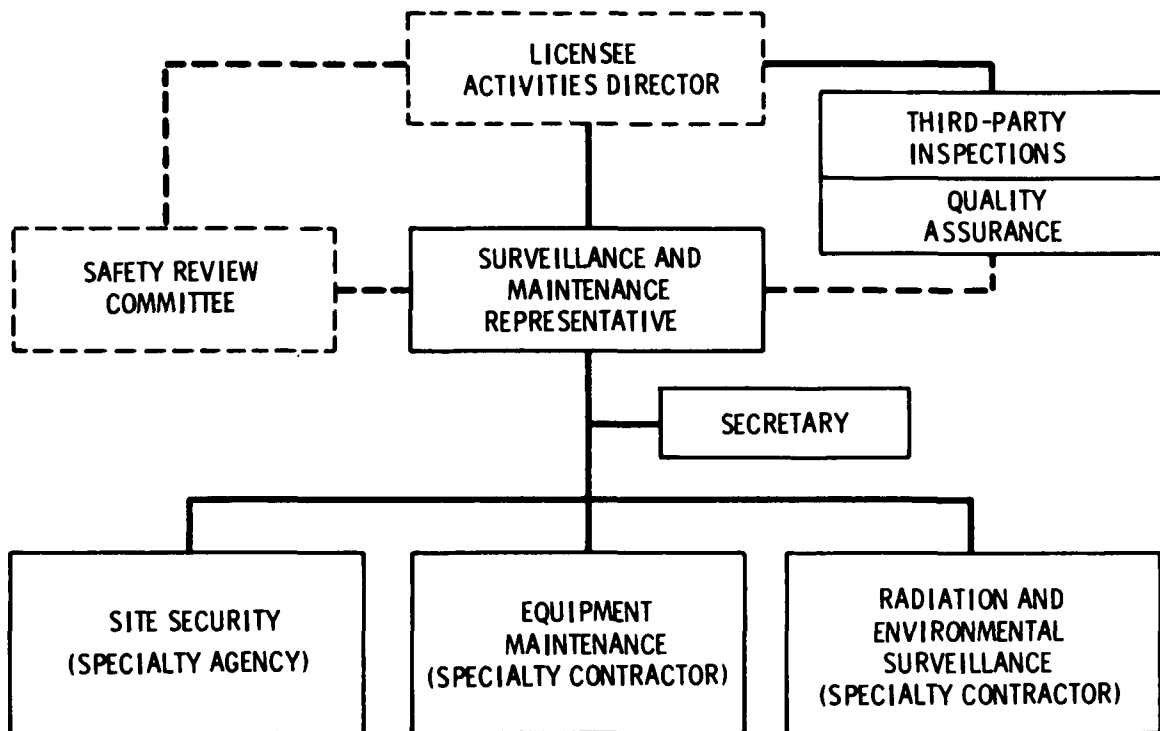 LICENSEE
ACTIVITIES DIRECTOR
THIRD-PARTY
INSPECTIONS
QUALITY
ASSURANCE
SAFETY REVIEW
COMMITTEE
SURVEILLANCE AND
MAINTENANCE
REPRESENTATIVE
SECRETARY
SITE SECURITY
(SPECIALTY AGENCY)
EQUIPMENT
MAINTENANCE
(SPECIALTY CONTRACTOR)
RADIATION AND
ENVIRONMENTAL
SURVEILLANCE
(SPECIALTY CONTRACTOR)